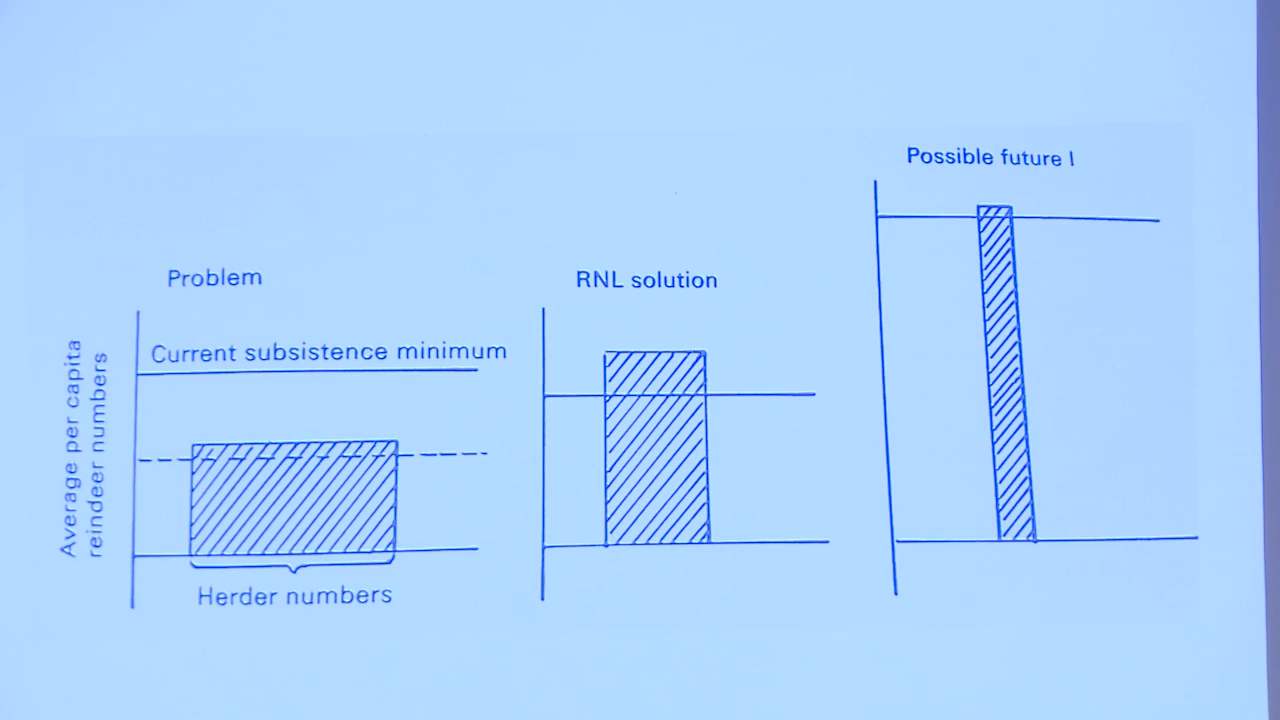 Possible future I
Problem
RNL solution
Current subsistence minimum
Average per capita
reindeer numbers
Herder numbers